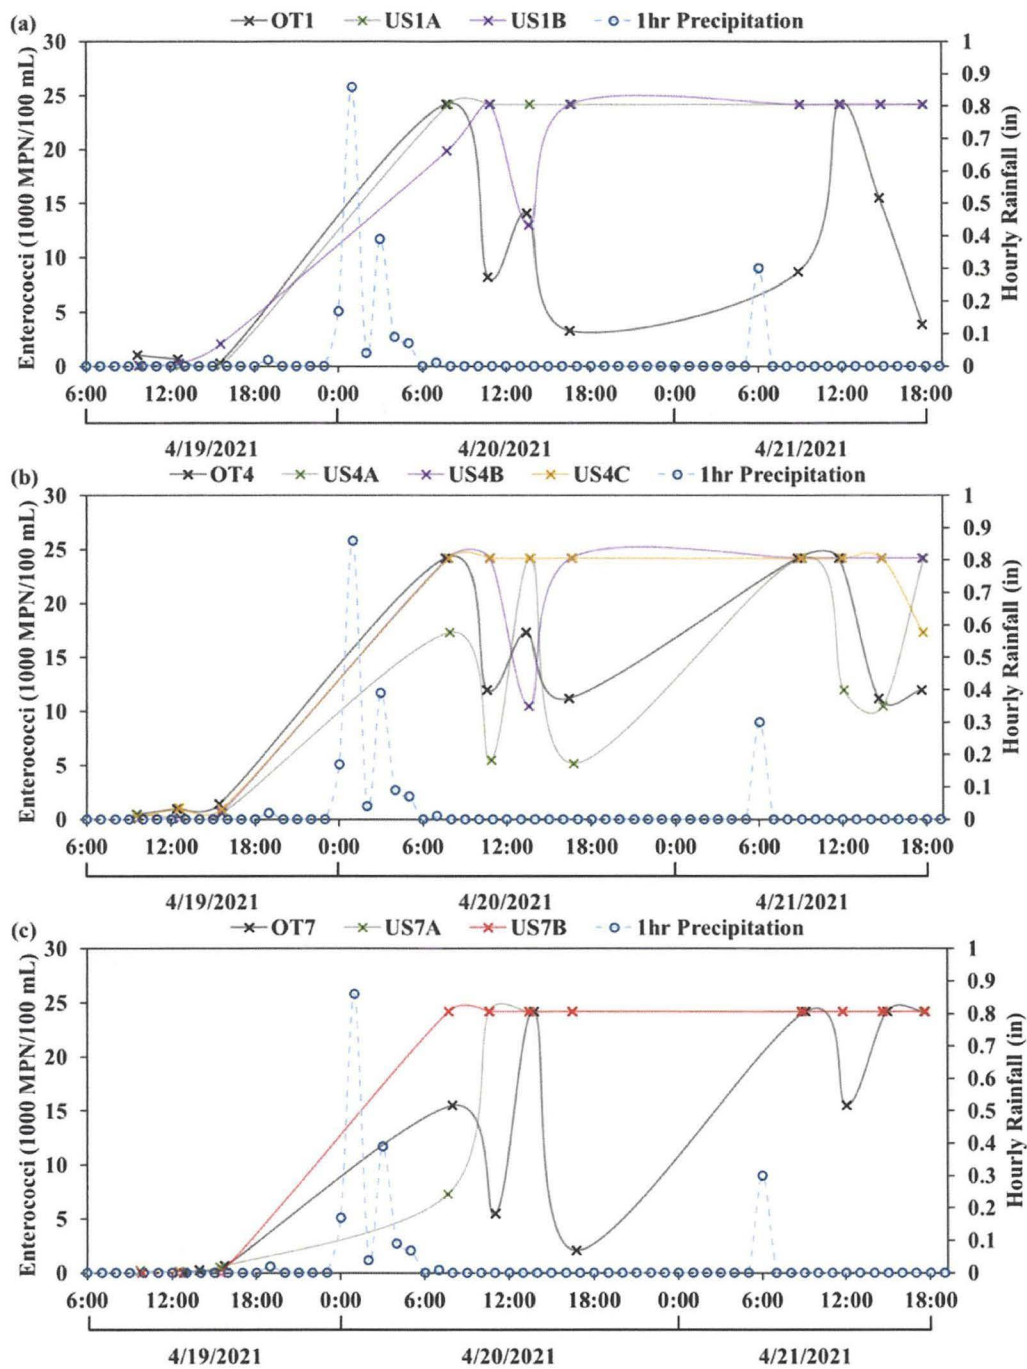 (a) OT1 US1A US1B 1hr Precipitation
30 1
0.9
25 0.8
0.7
20 0.6
15 0.5
0.4
10 0.3
5 0.2
0.1
0 0
Enterococci (1000 MPN/100 mL)
Hourly Rainfall (in)
6:00 12:00 18:00 0:00 6:00 12:00 18:00 0:00 6:00 12:00 18:00
4/19/2021 4/20/2021 4/21/2021
(b) OT4 US4A US4B US4C 1hr Precipitation
30 1
0.9
25 0.8
0.7
20 0.6
15 0.5
0.4
10 0.3
5 0.2
0.1
0 0
Enterococci (1000 MPN/100 mL)
Hourly Rainfall (in)
6:00 12:00 18:00 0:00 6:00 12:00 18:00 0:00 6:00 12:00 18:00
4/19/2021 4/20/2021 4/21/2021
(c) OT7 US7A US7B 1hr Precipitation
30 1
0.9
25 0.8
0.7
20 0.6
15 0.5
0.4
10 0.3
5 0.2
0.1
0 0
Enterococci (1000 MPN/100 mL)
Hourly Rainfall (in)
6:00 12:00 18:00 0:00 6:00 12:00 18:00 0:00 6:00 12:00 18:00
4/19/2021 4/20/2021 4/21/2021